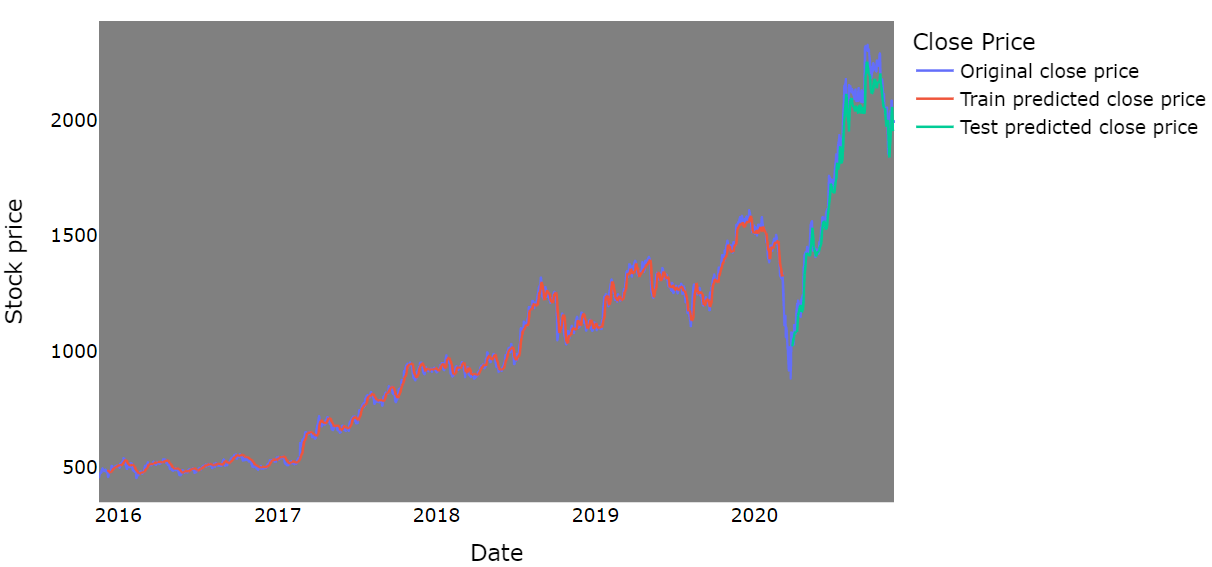 Close Price
Original close price
Train predicted close price
Test predicted close price
Stock price
2000
1500
1000
500
2016 2017 2018 2019 2020
Date